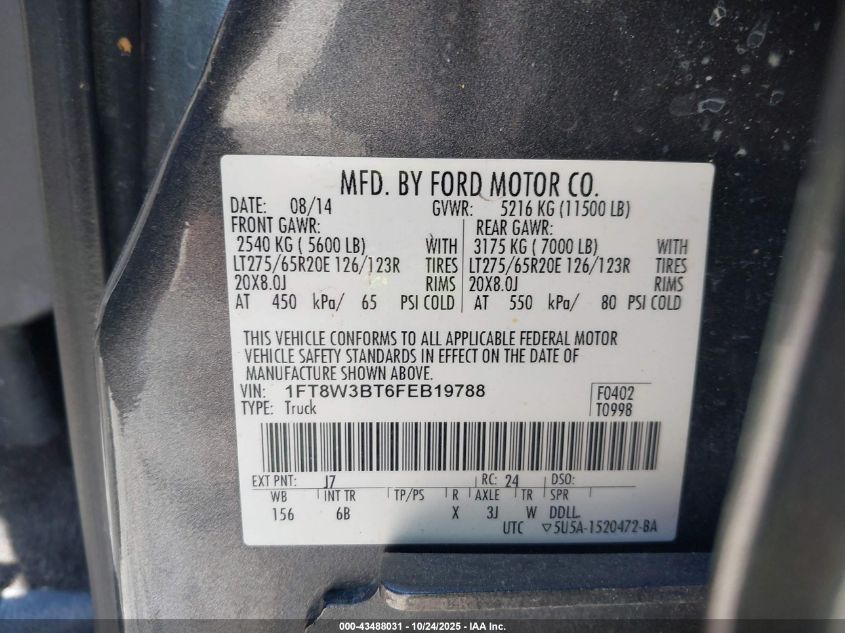 MFD. BY FORD MOTOR CO.
DATE: 08/14 GVWR: 5216 KG (11500 LB)
FRONT GAWR: REAR GAWR:
2540 KG ( 5600 LB) WITH 3175 KG ( 7000 LB) WITH
LT275/65R20E 126/123R TIRES LT275/65R20E 126/123R TIRES
20X8.0J RIMS 20X8.0J RIMS
AT 450 kPa/ 65 PSI COLD AT 550 kPa/ 80 PSI COLD
THIS VEHICLE CONFORMS TO ALL APPLICABLE FEDERAL MOTOR
VEHICLE SAFETY STANDARDS IN EFFECT ON THE DATE OF
MANUFACTURE SHOWN ABOVE.
VIN: 1FT8W3BT6FEB19788 F0402
TYPE: Truck T0998
EXT PNT: J7 RC: 24 DSO:
WB INT TR TP/PS R AXLE TR SPR
156 6B X 3J W DDLL
UTC ▽5U5A-1520472-BA
000-43488031 - 10/24/2025 - IAA Inc.